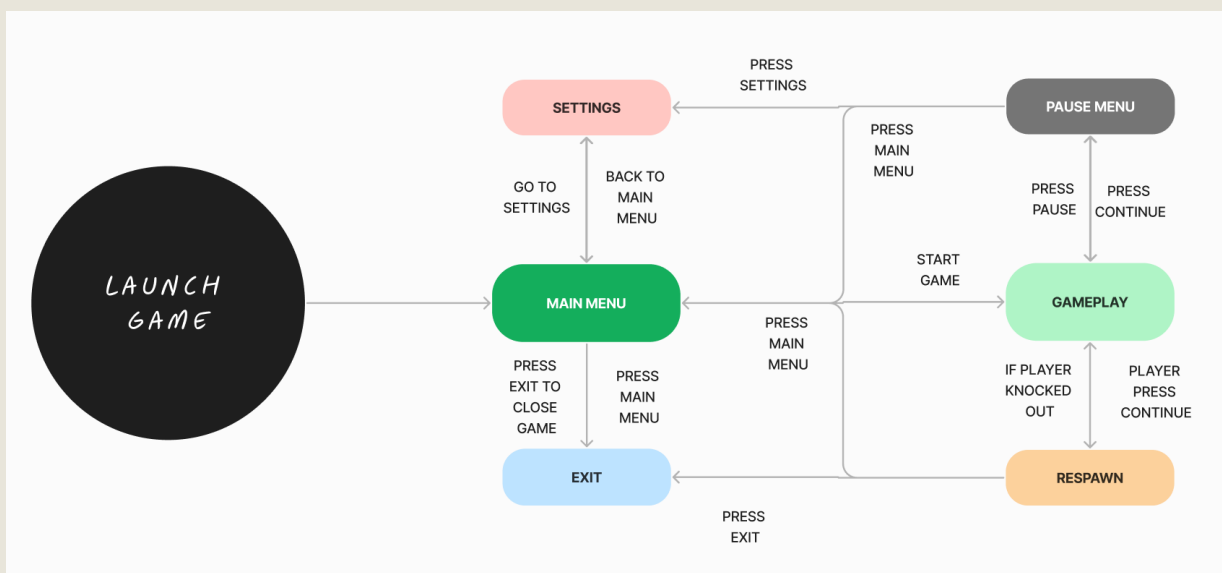 PRESS
SETTINGS
SETTINGS
PAUSE MENU
PRESS
MAIN
MENU
GO TO
SETTINGS
BACK TO
MAIN
MENU
PRESS
PAUSE
PRESS
CONTINUE
LAUNCH
GAME
START
GAME
MAIN MENU
GAMEPLAY
PRESS
MAIN
MENU
PRESS
EXIT TO
CLOSE
GAME
PRESS
MAIN
MENU
IF PLAYER
KNOCKED
OUT
PLAYER
PRESS
CONTINUE
EXIT
RESPAWN
PRESS
EXIT